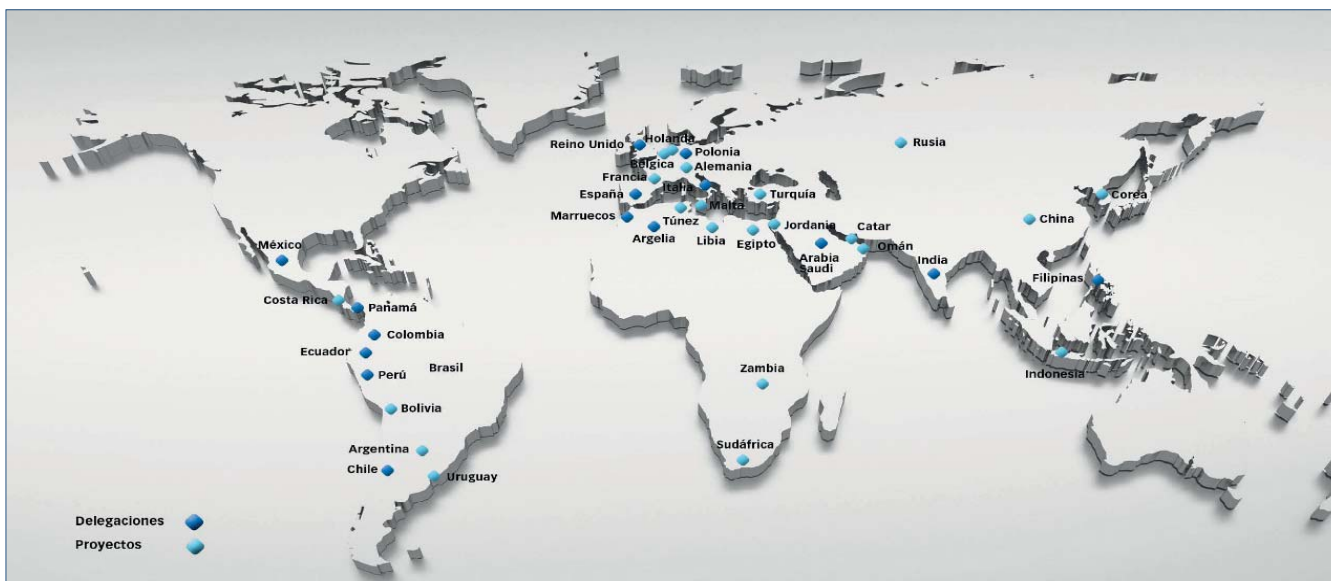 Reino Unido
Holanda
Polonia
Rusia
Bélgica
Alemania
Francia
Italia
España
Turquía
Corea
Malta
Marruecos
Túnez
China
Jordania
Catar
Argelia
Libia
Egipto
México
Arabia
Saudi
Omán
India
Filipinas
Costa Rica
Panamá
Colombia
Ecuador
Perú
Brasil
Zambia
Indonesia
Bolivia
Argentina
Sudáfrica
Chile
Uruguay
Delegaciones
Proyectos